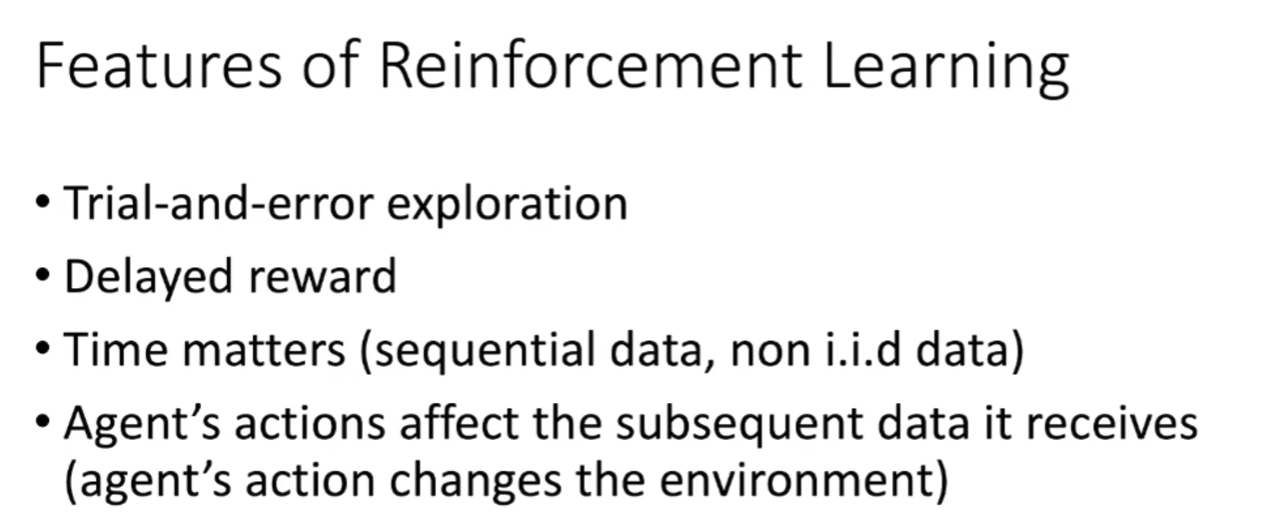 Features of Reinforcement Learning
• Trial-and-error exploration
• Delayed reward
• Time matters (sequential data, non i.i.d data)
• Agent’s actions affect the subsequent data it receives
(agent’s action changes the environment)